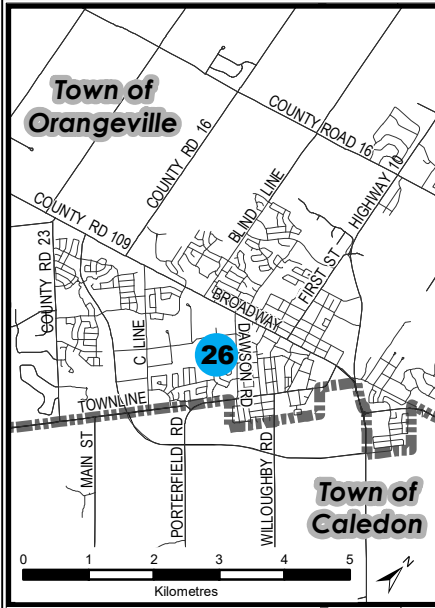 Town of
Orangeville
COUNTY RD 16
COUNTY ROAD 16
COUNTY RD 109
BLIND LINE
HIGHWAY 10
COUNTY RD 23
FIRST ST
BROADWAY
C LINE
26
DAWSON RD
TOWNLINE
MAIN ST
PORTERFIELD RD
WILLOUGHBY RD
Town of
Caledon
0 1 2 3 4 5
Kilometres
N